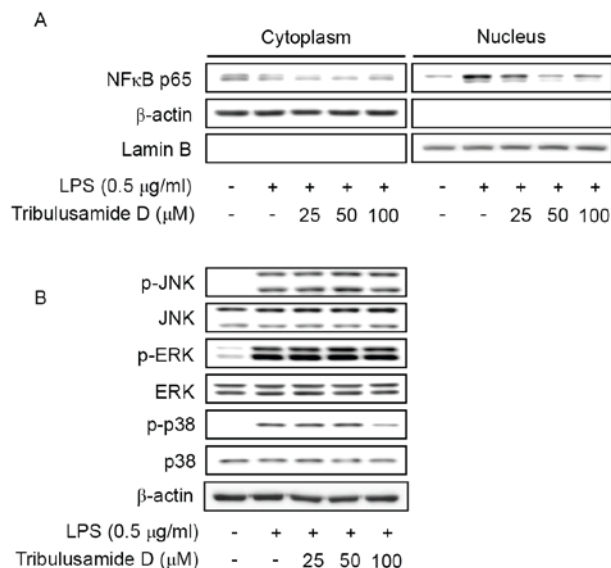 A
Cytoplasm Nucleus
NFκB p65
β-actin
Lamin B
LPS (0.5 μg/ml) - + + + + - + + + +
Tribulusamide D (μM) - - 25 50 100 - - 25 50 100
B
p-JNK
JNK
p-ERK
ERK
p-p38
p38
β-actin
LPS (0.5 μg/ml) - + + + +
Tribulusamide D (μM) - - 25 50 100